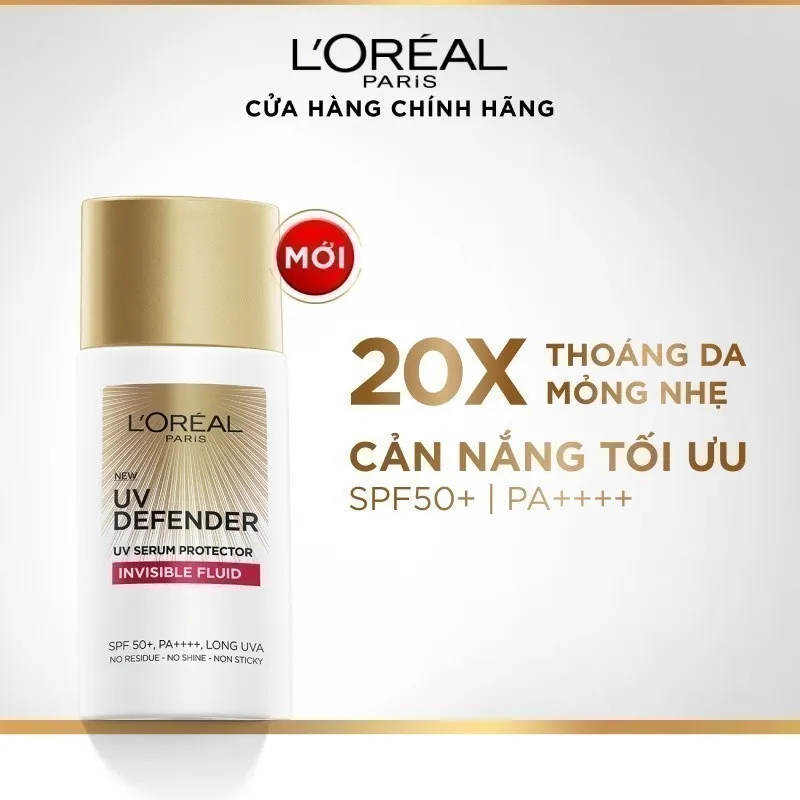 L'ORÉAL
PARiS
CỬA HÀNG CHÍNH HÃNG
MỚI
20X THOÁNG DA
MỎNG NHẸ
CẢN NẮNG TỐI ƯU
SPF50+ | PA++++
L'ORÉAL
PARiS
NEW
UV
DEFENDER
UV SERUM PROTECTOR
INVISIBLE FLUID
SPF 50+, PA++++, LONG UVA
NO RESIDUE - NO SHINE - NON STICKY